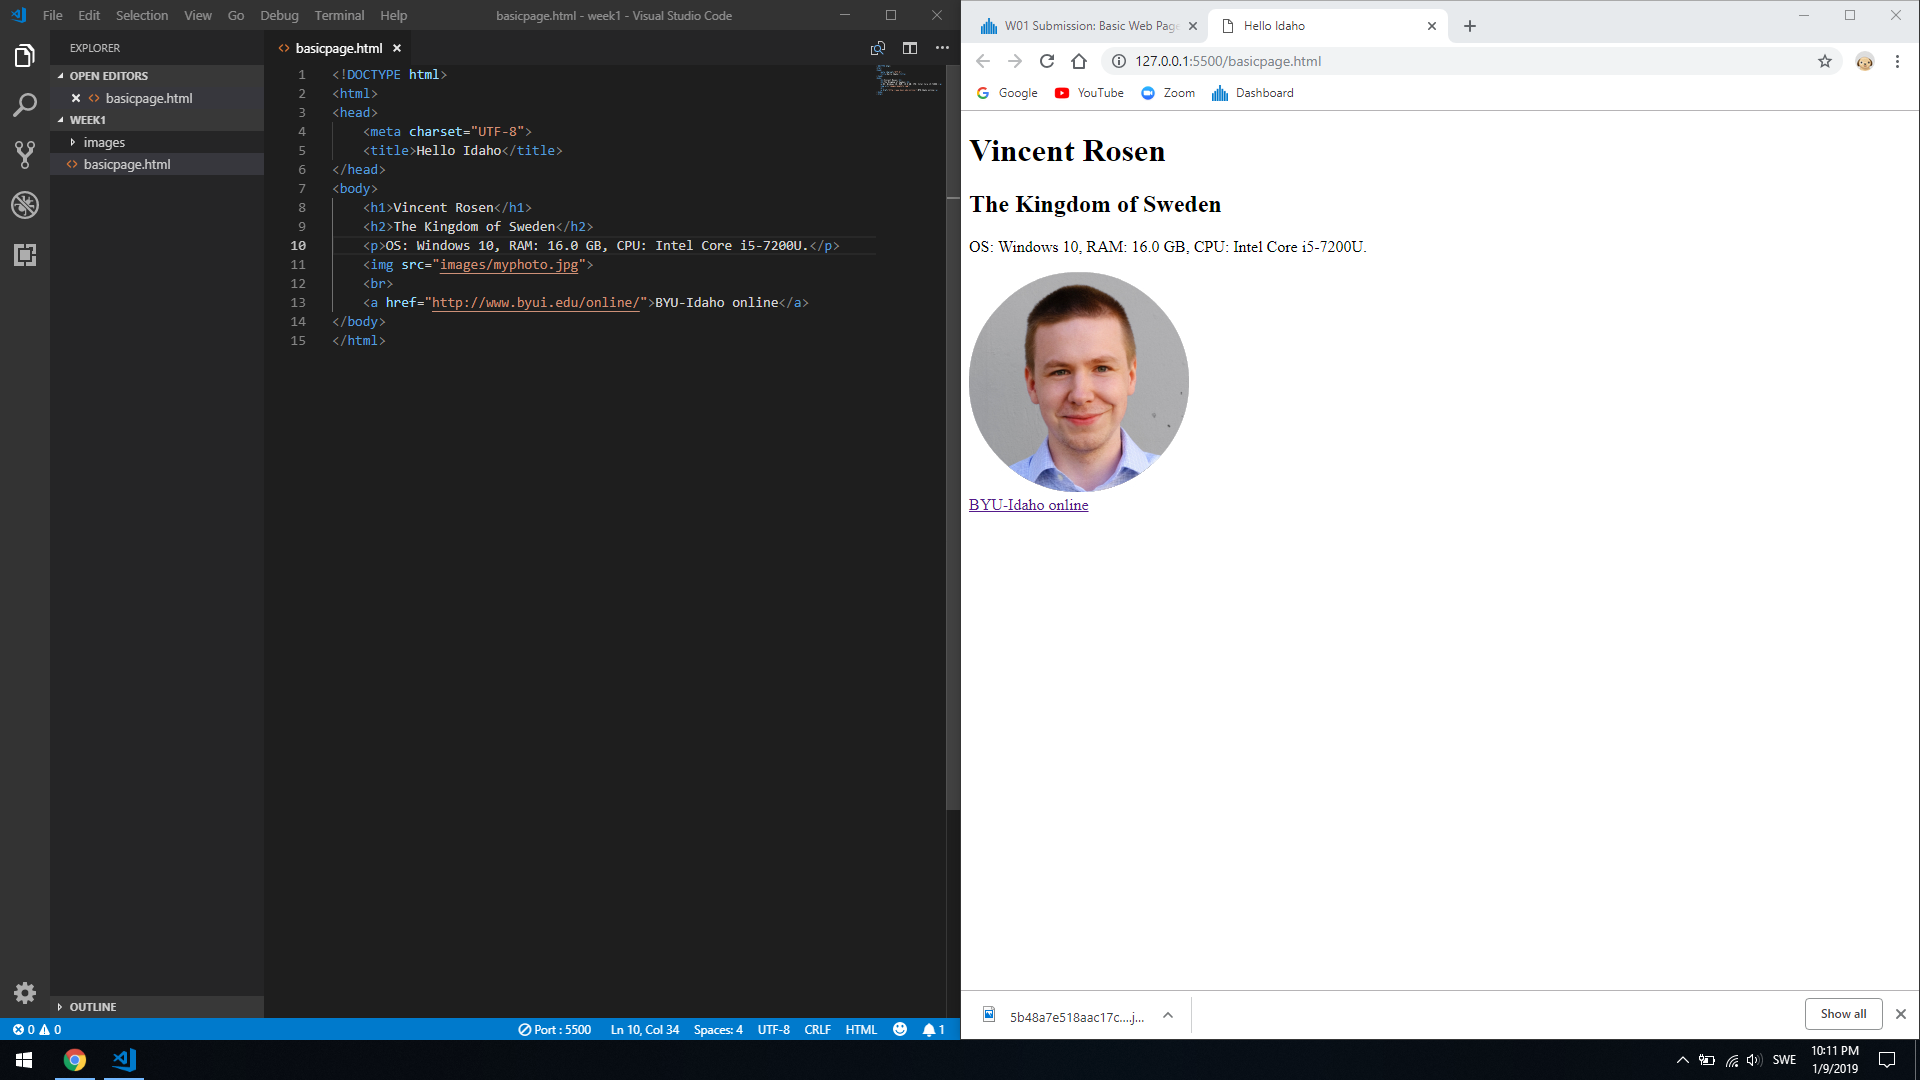 File Edit Selection View Go Debug Terminal Help
basicpage.html - week1 - Visual Studio Code
EXPLORER
OPEN EDITORS
basicpage.html
WEEK1
images
basicpage.html
OUTLINE
basicpage.html
1 <!DOCTYPE html>
2 <html>
3 <head>
4 <meta charset="UTF-8">
5 <title>Hello Idaho</title>
6 </head>
7 <body>
8 <h1>Vincent Rosen</h1>
9 <h2>The Kingdom of Sweden</h2>
10 <p>OS: Windows 10, RAM: 16.0 GB, CPU: Intel Core i5-7200U.</p>
11 <img src="images/myphoto.jpg">
12 <br>
13 <a href="http://www.byui.edu/online/">BYU-Idaho online</a>
14 </body>
15 </html>
0 0
Port : 5500 Ln 10, Col 34 Spaces: 4 UTF-8 CRLF HTML 1
W01 Submission: Basic Web Page
Hello Idaho
127.0.0.1:5500/basicpage.html
Google YouTube Zoom Dashboard
Vincent Rosen
The Kingdom of Sweden
OS: Windows 10, RAM: 16.0 GB, CPU: Intel Core i5-7200U.
BYU-Idaho online
5b48a7e518aac17c....j...
Show all
SWE
10:11 PM
1/9/2019